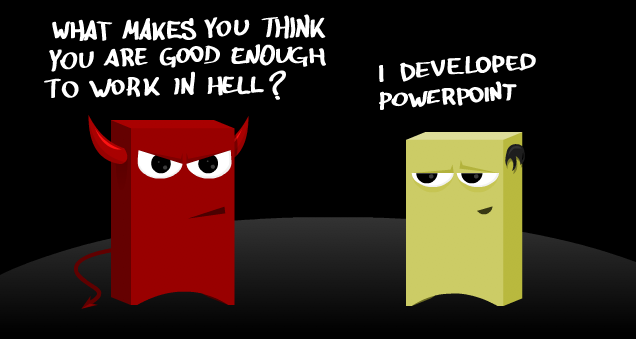 WHAT MAKES YOU THINK
YOU ARE GOOD ENOUGH
TO WORK IN HELL?
I DEVELOPED
POWERPOINT